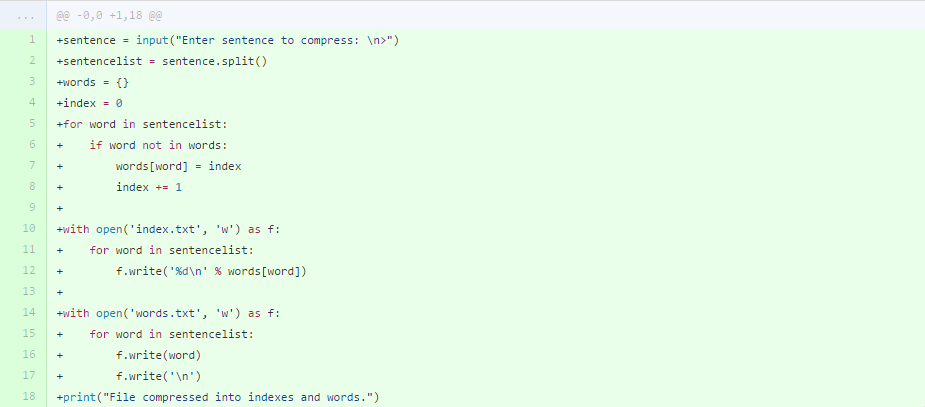 ... @@ -0,0 +1,18 @@
1 +sentence = input("Enter sentence to compress: \n>")
2 +sentencelist = sentence.split()
3 +words = {}
4 +index = 0
5 +for word in sentencelist:
6 +    if word not in words:
7 +        words[word] = index
8 +        index += 1
9 +
10 +with open('index.txt', 'w') as f:
11 +    for word in sentencelist:
12 +        f.write('%d\n' % words[word])
13 +
14 +with open('words.txt', 'w') as f:
15 +    for word in sentencelist:
16 +        f.write(word)
17 +        f.write('\n')
18 +print("File compressed into indexes and words.")